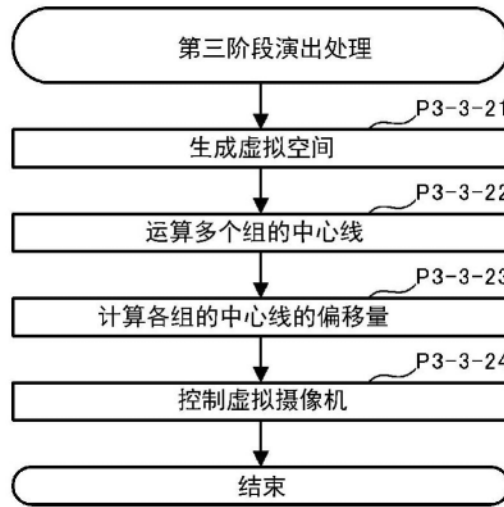 第三阶段演出处理
P3-3-21
生成虚拟空间
P3-3-22
运算多个组的中心线
P3-3-23
计算各组的中心线的偏移量
P3-3-24
控制虚拟摄像机
结束